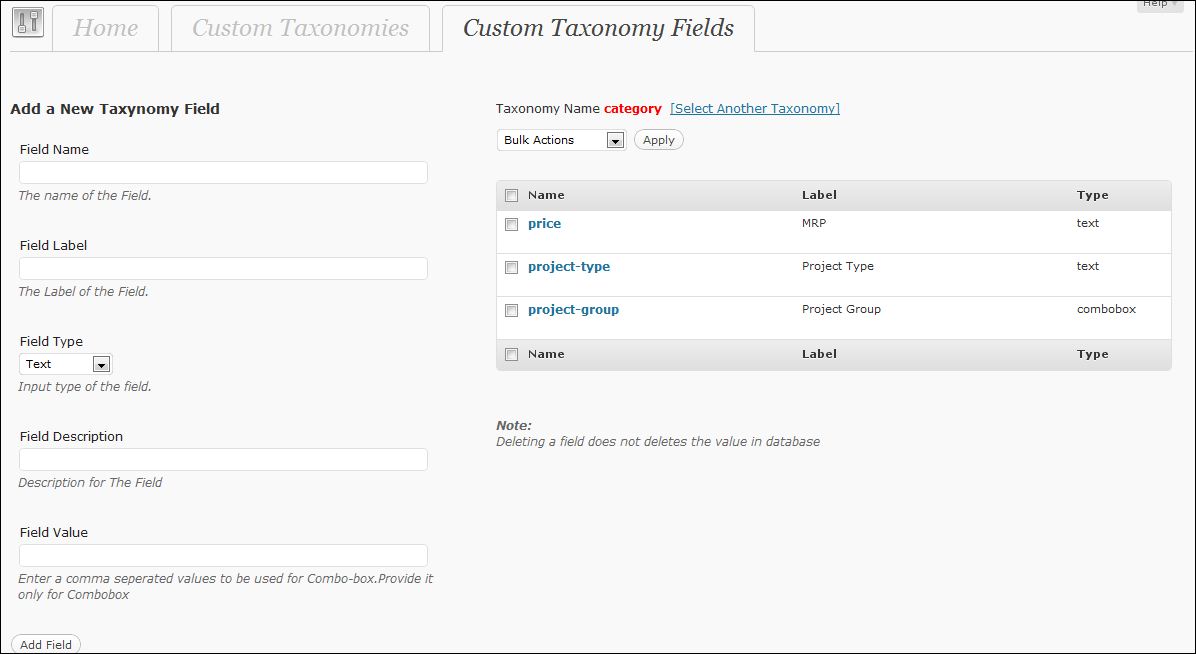 Help
Home
Custom Taxonomies
Custom Taxonomy Fields
Add a New Taxynomy Field
Field Name
The name of the Field.
Field Label
The Label of the Field.
Field Type
Text
Input type of the field.
Field Description
Description for The Field
Field Value
Enter a comma seperated values to be used for Combo-box.Provide it
only for Combobox
Add Field
Taxonomy Name category [Select Another Taxonomy]
Bulk Actions Apply
Name Label Type
price MRP text
project-type Project Type text
project-group Project Group combobox
Name Label Type
Note:
Deleting a field does not deletes the value in database